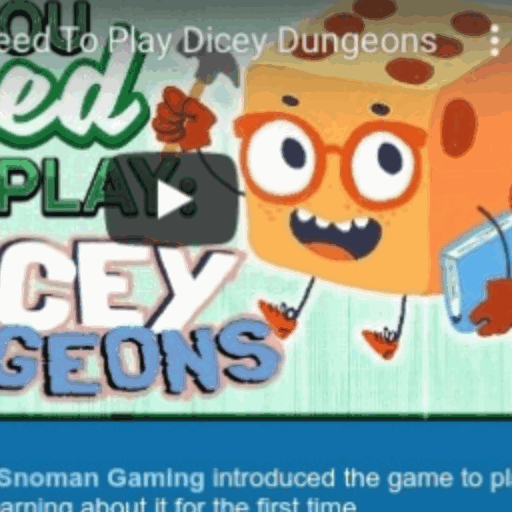 eed To Play Dicey Dungeons
OU
ed
PLAY:
CEY
GEONS
Snoman Gaming introduced the game to pl
arning about it for the first time